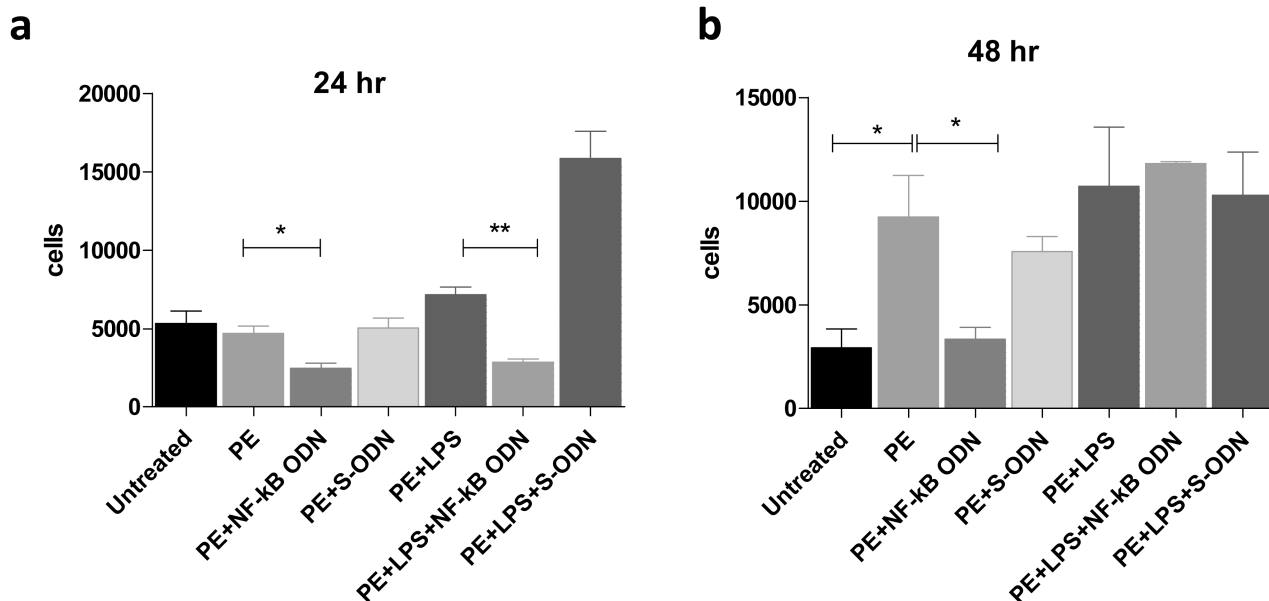 a
24 hr
20000
15000
10000
5000
0
cells
*
**
Untreated
PE
PE+NF-kB ODN
PE+S-ODN
PE+LPS
PE+LPS+NF-kB ODN
PE+LPS+S-ODN
b
48 hr
15000
10000
5000
0
cells
*
*
Untreated
PE
PE+NF-kB ODN
PE+S-ODN
PE+LPS
PE+LPS+NF-kB ODN
PE+LPS+S-ODN